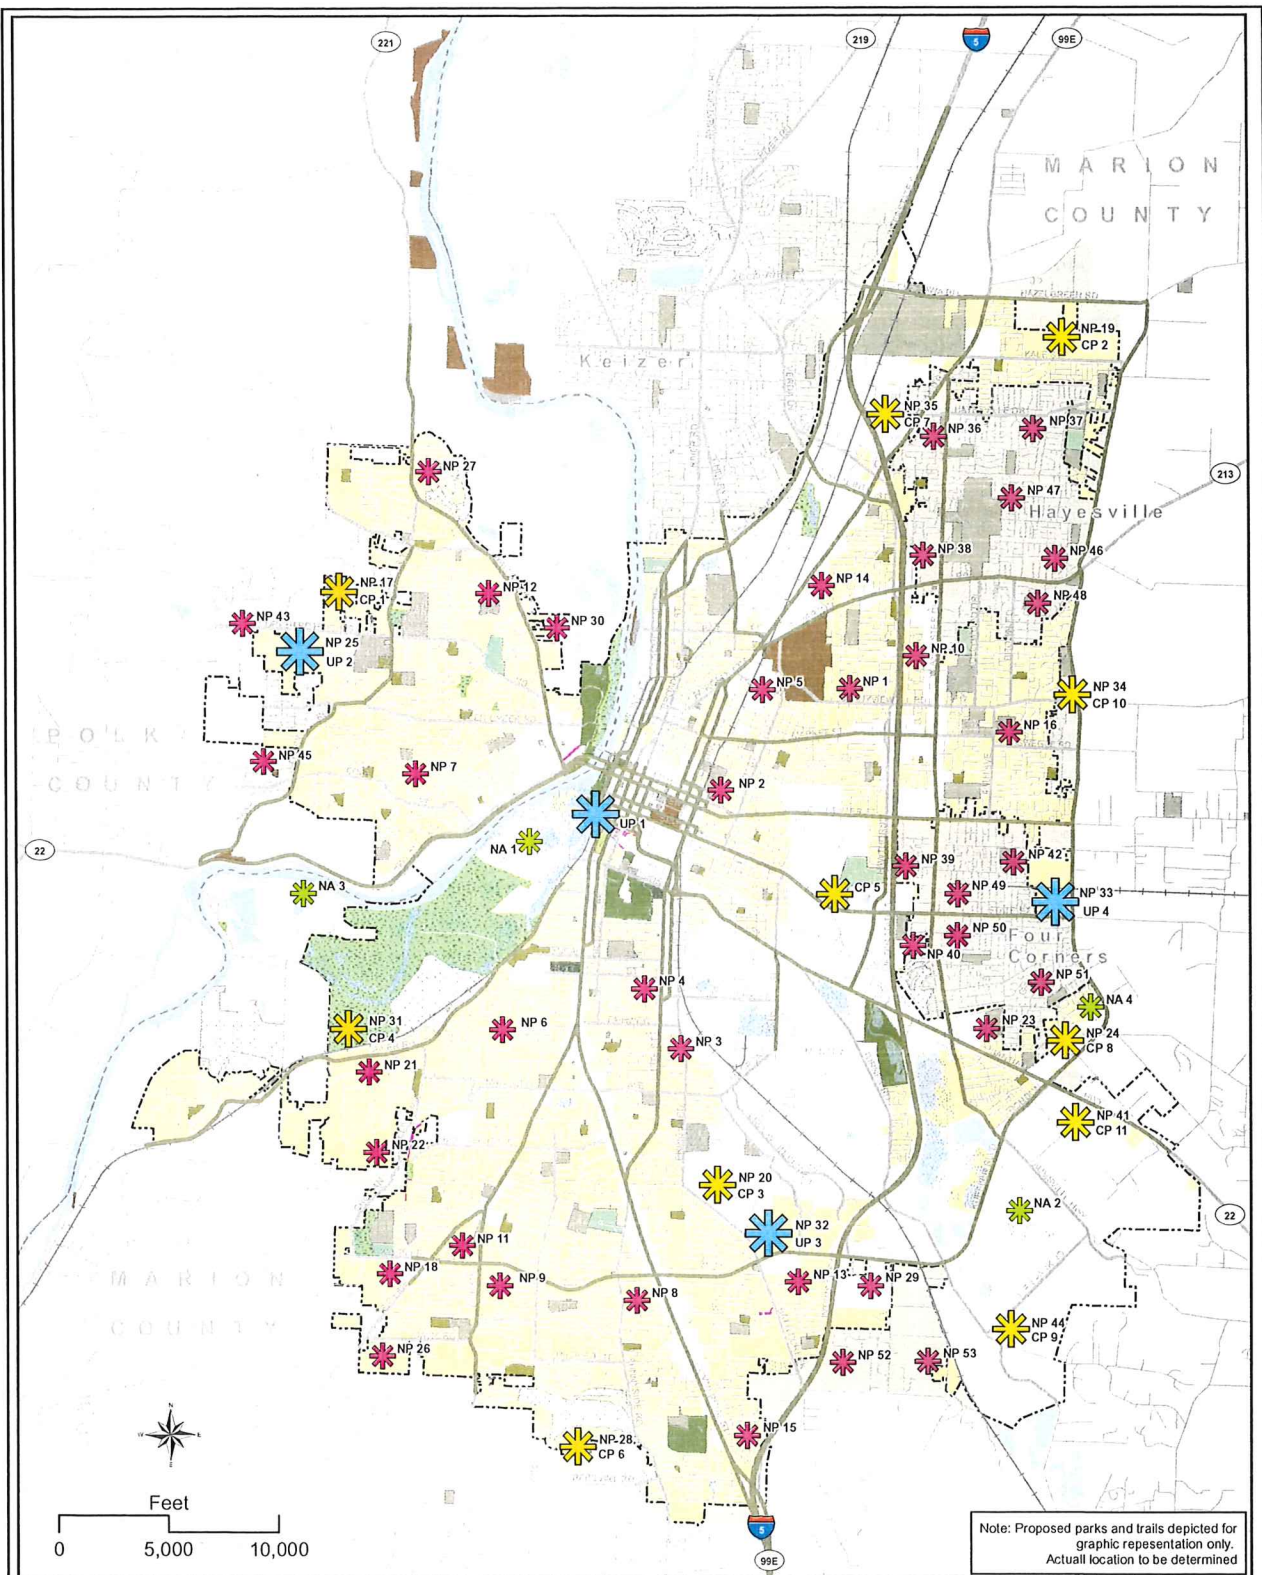 221
219
5
99E
MARION
COUNTY
HAZELGREEN RD
NP 19
CP 2
Keizer
NP 35
CP 7
NP 36
NP 37
NP 27
213
NP 47
Hayesville
NP 38
NP 46
NP 17
NP 12
NP 14
NP 48
NP 43
NP 30
NP 25
UP 2
NP 10
NP 5
NP 1
NP 34
CP 10
NP 16
POLK
COUNTY
NP 45
NP 7
NP 2
UP 1
22
NA 1
NP 39
NP 42
NA 3
CP 5
NP 49
NP 33
UP 4
NP 50
NP 40
Four
Corners
NP 4
NP 51
NA 4
NP 31
CP 4
NP 6
NP 3
NP 23
NP 24
CP 8
NP 21
NP 41
CP 11
NP 22
NP 20
CP 3
NA 2
22
NP 32
UP 3
NP 11
MARION
COUNTY
NP 18
NP 9
NP 8
NP 13
NP 29
NP 44
CP 9
NP 26
NP 52
NP 53
N
W E
S
NP 15
NP 28
CP 6
Feet
0 5,000 10,000
5
99E
Note: Proposed parks and trails depicted for
graphic repesentation only.
Actuall location to be determined